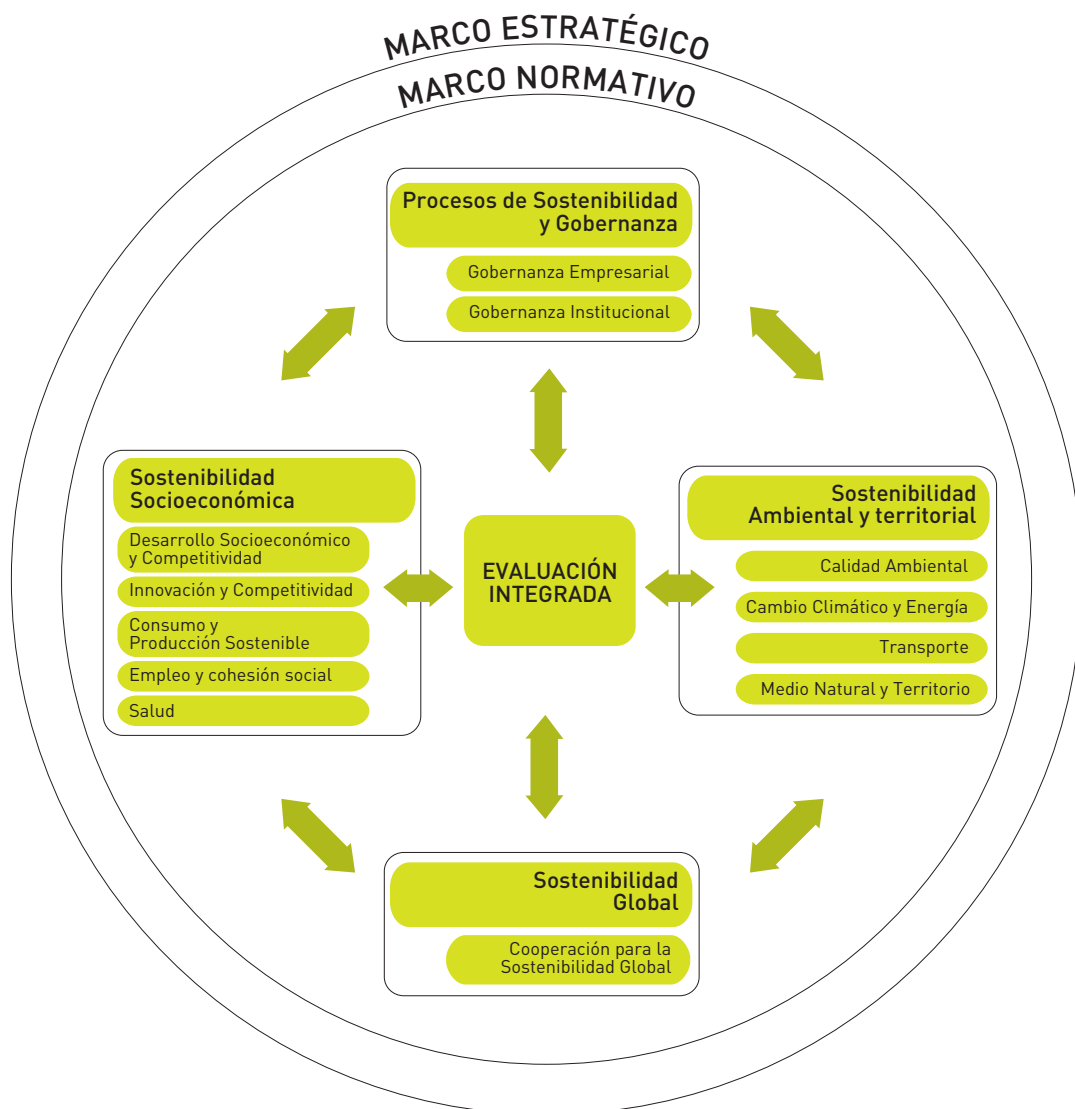 MARCO ESTRATÉGICO
MARCO NORMATIVO
Procesos de Sostenibilidad
y Gobernanza
Gobernanza Empresarial
Gobernanza Institucional
Sostenibilidad
Socioeconómica
Desarrollo Socioeconómico
y Competitividad
Innovación y Competitividad
Consumo y
Producción Sostenible
Empleo y cohesión social
Salud
EVALUACIÓN
INTEGRADA
Sostenibilidad
Ambiental y territorial
Calidad Ambiental
Cambio Climático y Energía
Transporte
Medio Natural y Territorio
Sostenibilidad
Global
Cooperación para la
Sostenibilidad Global